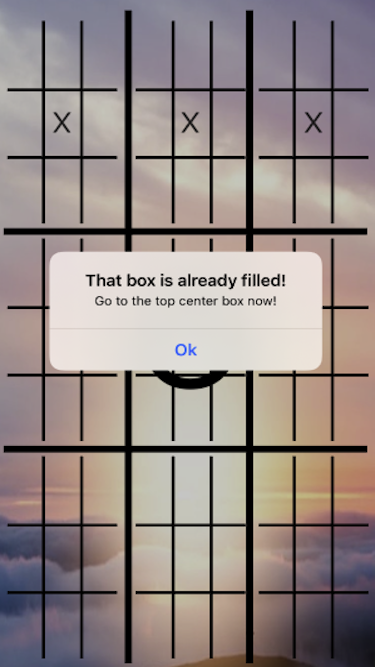 X X X
That box is already filled!
Go to the top center box now!
Ok